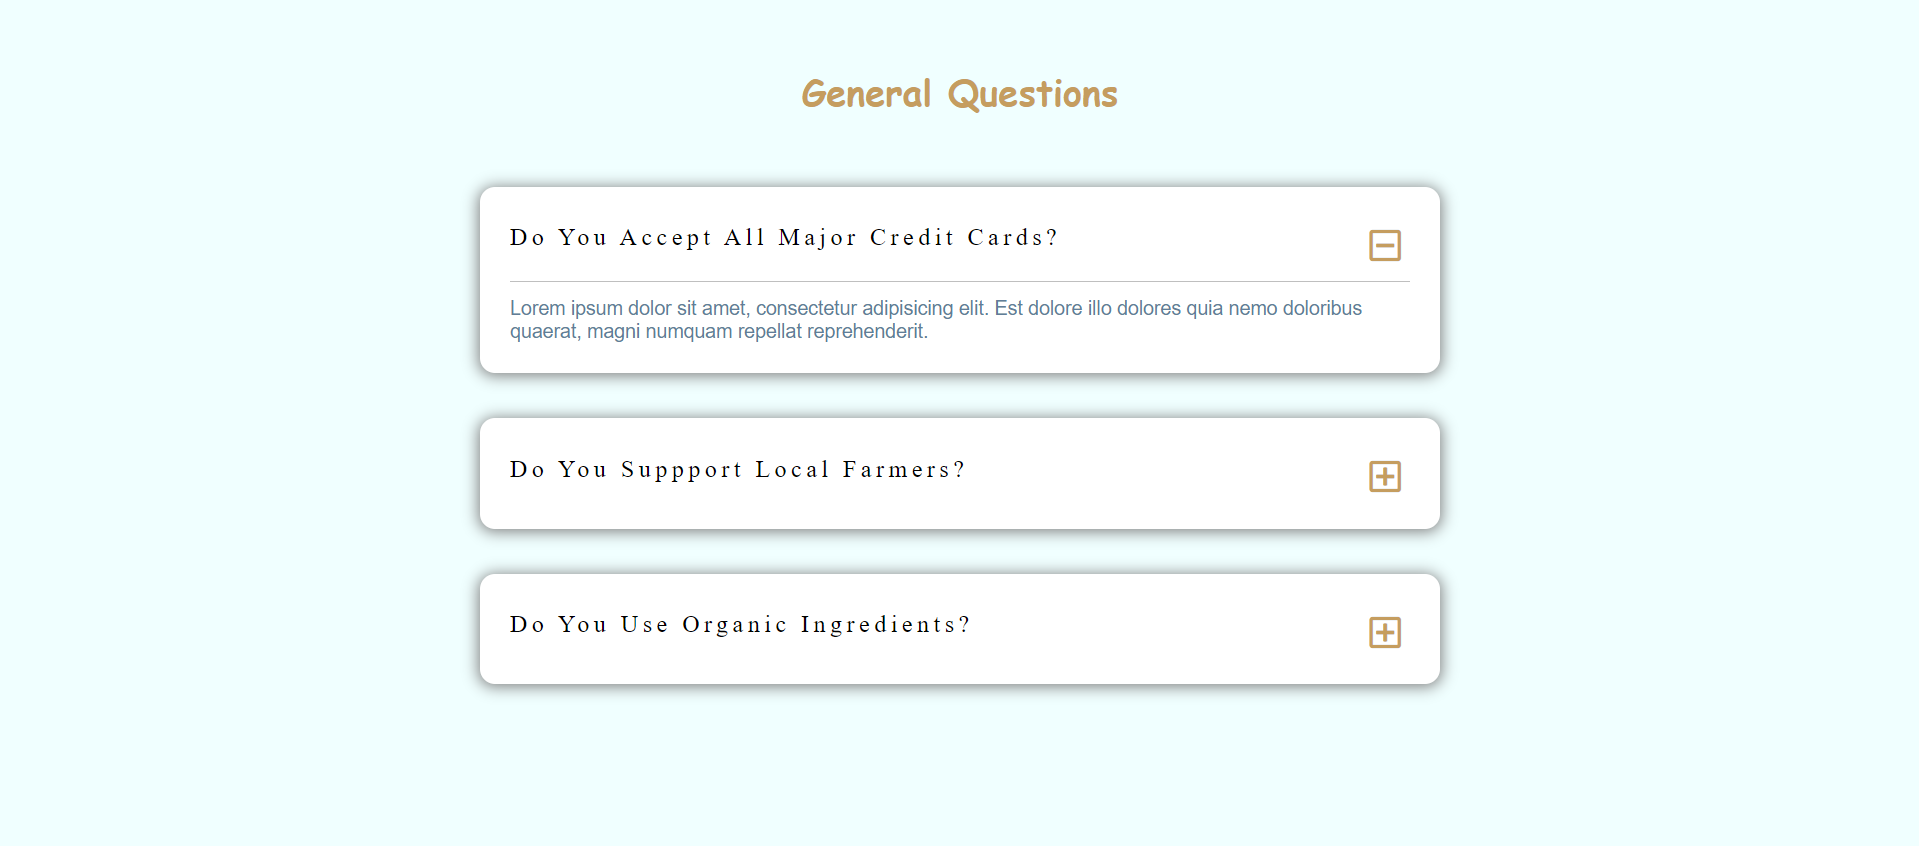 General Questions
Do You Accept All Major Credit Cards?
Lorem ipsum dolor sit amet, consectetur adipisicing elit. Est dolore illo dolores quia nemo doloribus
quaerat, magni numquam repellat reprehenderit.
Do You Suppport Local Farmers?
Do You Use Organic Ingredients?